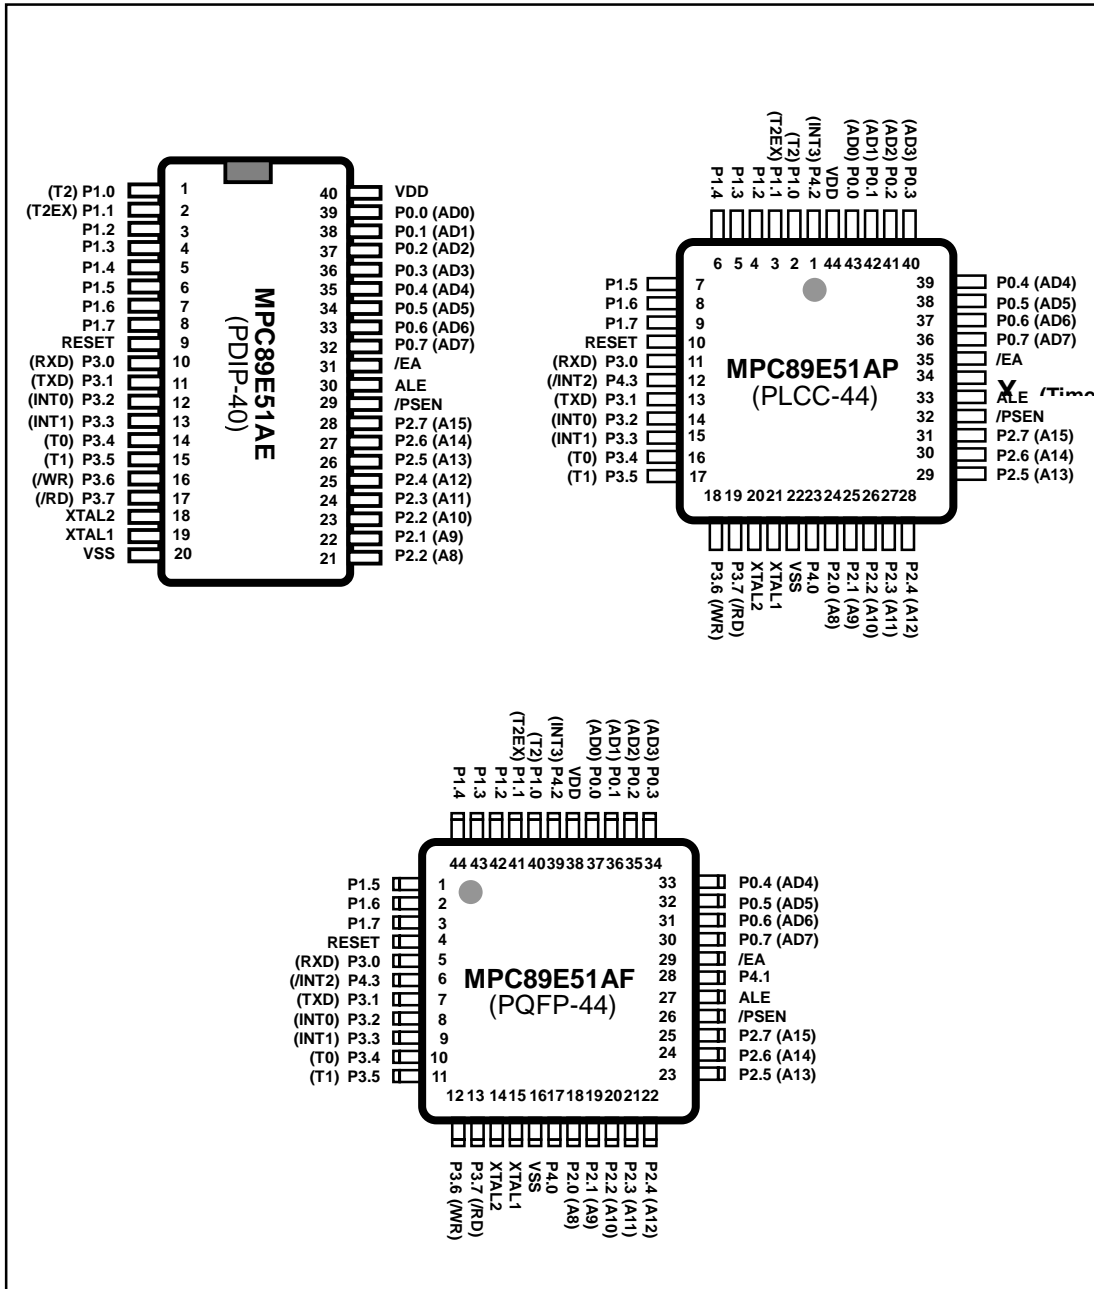 (T2) P1.0 1 40 VDD
(T2EX) P1.1 2 39 P0.0 (AD0)
P1.2 3 38 P0.1 (AD1)
P1.3 4 37 P0.2 (AD2)
P1.4 5 36 P0.3 (AD3)
P1.5 6 35 P0.4 (AD4)
P1.6 7 34 P0.5 (AD5)
P1.7 8 33 P0.6 (AD6)
RESET 9 32 P0.7 (AD7)
(RXD) P3.0 10 31 /EA
(TXD) P3.1 11 30 ALE
(INT0) P3.2 12 29 /PSEN
(INT1) P3.3 13 28 P2.7 (A15)
(T0) P3.4 14 27 P2.6 (A14)
(T1) P3.5 15 26 P2.5 (A13)
(/WR) P3.6 16 25 P2.4 (A12)
(/RD) P3.7 17 24 P2.3 (A11)
XTAL2 18 23 P2.2 (A10)
XTAL1 19 22 P2.1 (A9)
VSS 20 21 P2.2 (A8)
MPC89E51AE
(PDIP-40)
P1.4
P1.3
P1.2
(T2EX) P1.1
(T2) P1.0
(INT3) P4.2
VDD
(AD0) P0.0
(AD1) P0.1
(AD2) P0.2
(AD3) P0.3
6 5 4 3 2 1 44 43 42 41 40
P1.5 7 39 P0.4 (AD4)
P1.6 8 38 P0.5 (AD5)
P1.7 9 37 P0.6 (AD6)
RESET 10 36 P0.7 (AD7)
(RXD) P3.0 11 35 /EA
(/INT2) P4.3 12 34
(TXD) P3.1 13 33 ALE
(INT0) P3.2 14 32 /PSEN
(INT1) P3.3 15 31 P2.7 (A15)
(T0) P3.4 16 30 P2.6 (A14)
(T1) P3.5 17 29 P2.5 (A13)
MPC89E51AP
(PLCC-44)
18 19 20 21 22 23 24 25 26 27 28
P3.6 (/WR)
P3.7 (/RD)
XTAL2
XTAL1
VSS
P4.0
P2.0 (A8)
P2.1 (A9)
P2.2 (A10)
P2.3 (A11)
P2.4 (A12)
P1.4
P1.3
P1.2
(T2EX) P1.1
(T2) P1.0
(INT3) P4.2
VDD
(AD0) P0.0
(AD1) P0.1
(AD2) P0.2
(AD3) P0.3
44 43 42 41 40 39 38 37 36 35 34
P1.5 1 33 P0.4 (AD4)
P1.6 2 32 P0.5 (AD5)
P1.7 3 31 P0.6 (AD6)
RESET 4 30 P0.7 (AD7)
(RXD) P3.0 5 29 /EA
(/INT2) P4.3 6 28 P4.1
(TXD) P3.1 7 27 ALE
(INT0) P3.2 8 26 /PSEN
(INT1) P3.3 9 25 P2.7 (A15)
(T0) P3.4 10 24 P2.6 (A14)
(T1) P3.5 11 23 P2.5 (A13)
MPC89E51AF
(PQFP-44)
12 13 14 15 16 17 18 19 20 21 22
P3.6 (/WR)
P3.7 (/RD)
XTAL2
XTAL1
VSS
P4.0
P2.0 (A8)
P2.1 (A9)
P2.2 (A10)
P2.3 (A11)
P2.4 (A12)